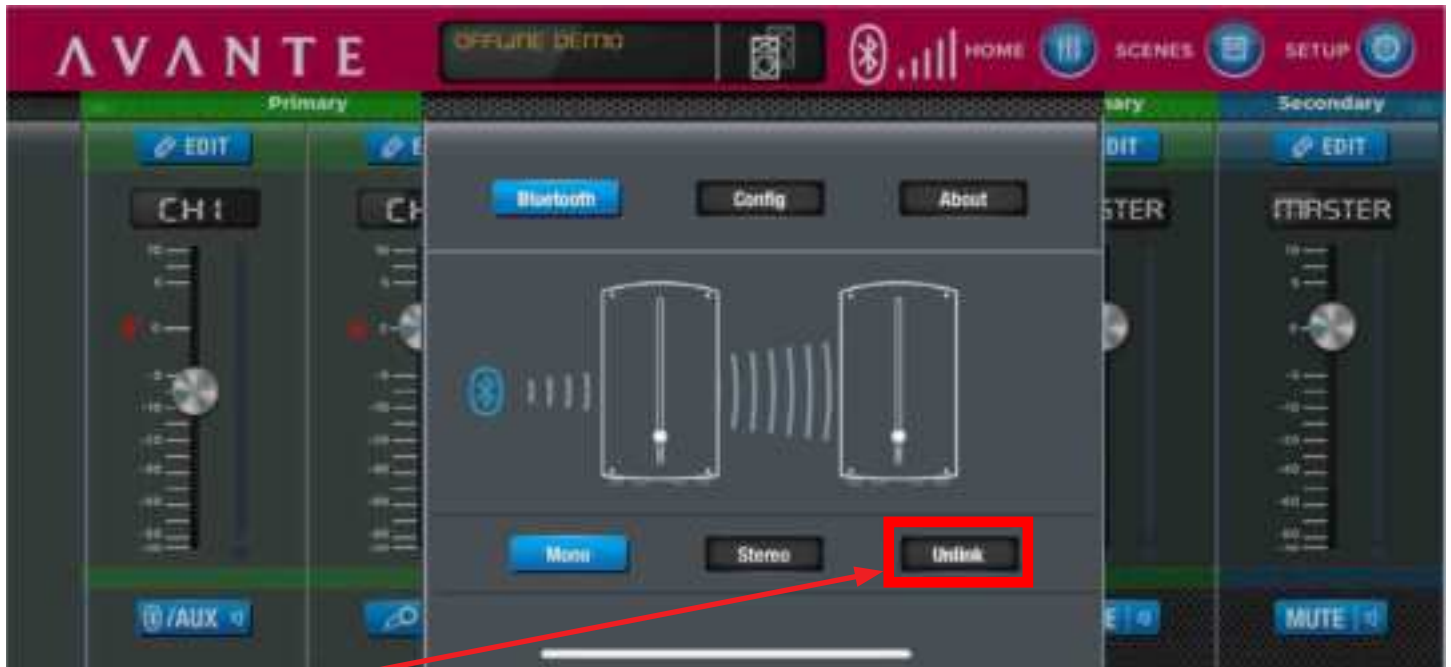 AVANTE
OFFLINE DEMO
HOME
SCENES
SETUP
Primary
Secondary
EDIT
EDIT
CH1
MASTER
Bluetooth
Config
About
Mono
Stereo
Unlink
/AUX
MUTE